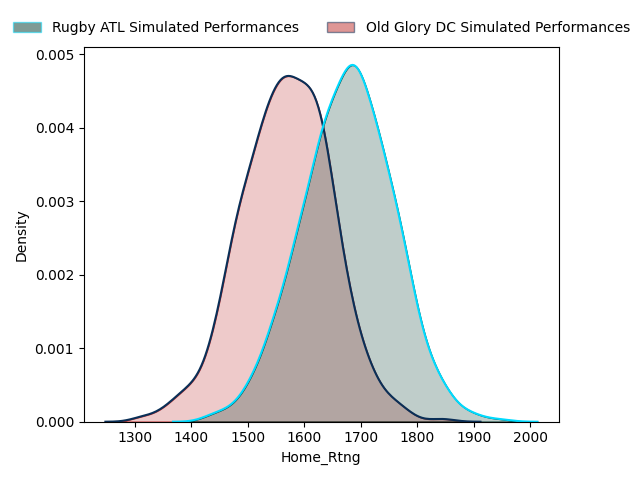 Rugby ATL Simulated Performances Old Glory DC Simulated Performances
0.005
0.004
0.003
0.002
0.001
0.000
Density
1300 1400 1500 1600 1700 1800 1900 2000
Home_Rtng